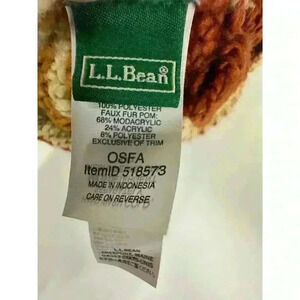 L.L.Bean®
100% POLYESTER
FAUX FUR POM:
68% MODACRYLIC
24% ACRYLIC
8% POLYESTER
EXCLUSIVE OF TRIM
OSFA
ItemID 518573
MADE IN INDONESIA
CARE ON REVERSE
L.L. BEAN